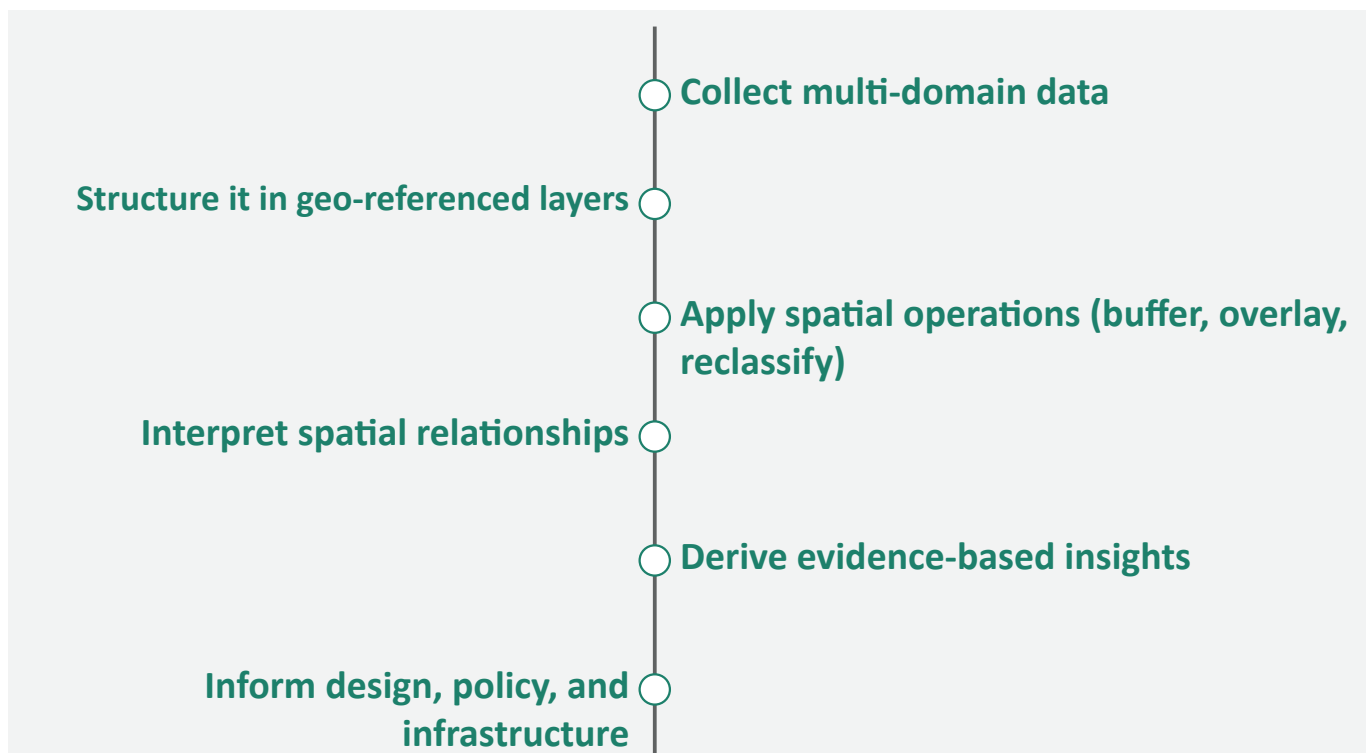 Collect multi-domain data
Structure it in geo-referenced layers
Apply spatial operations (buffer, overlay,
reclassify)
Interpret spatial relationships
Derive evidence-based insights
Inform design, policy, and
infrastructure